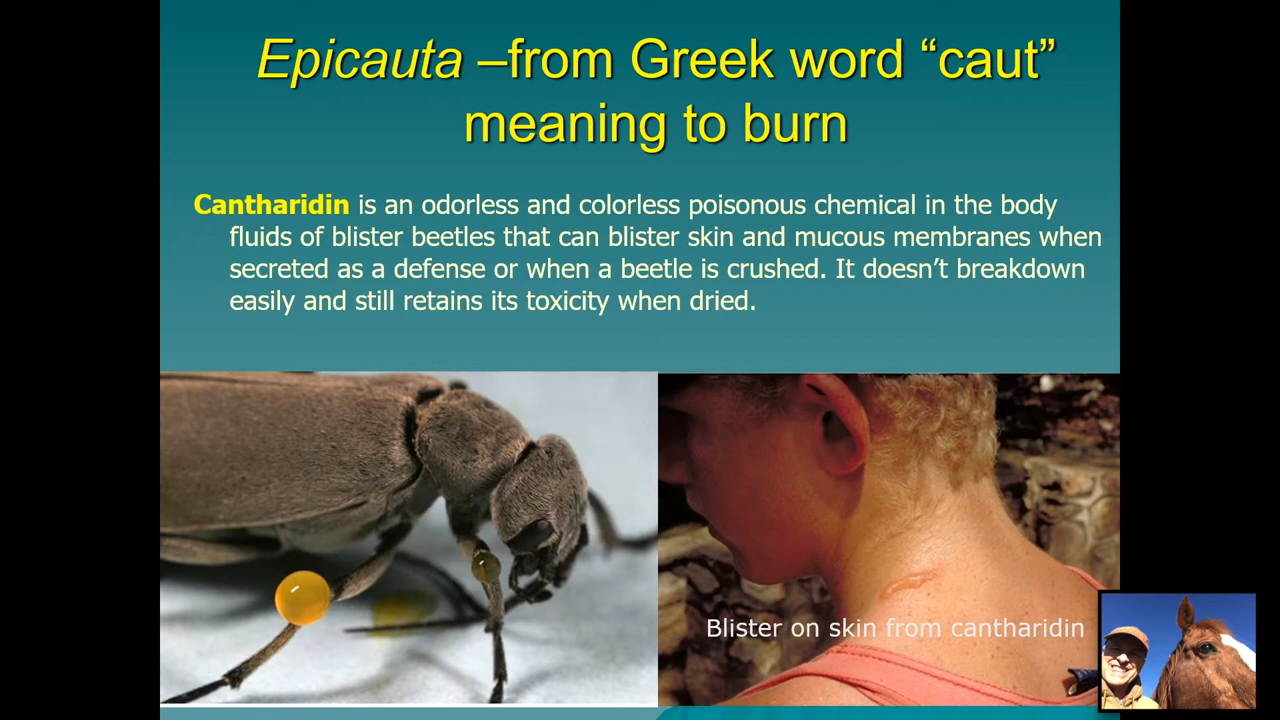 Epicauta –from Greek word “caut”
meaning to burn
Cantharidin is an odorless and colorless poisonous chemical in the body
fluids of blister beetles that can blister skin and mucous membranes when
secreted as a defense or when a beetle is crushed. It doesn’t breakdown
easily and still retains its toxicity when dried.
Blister on skin from cantharidin